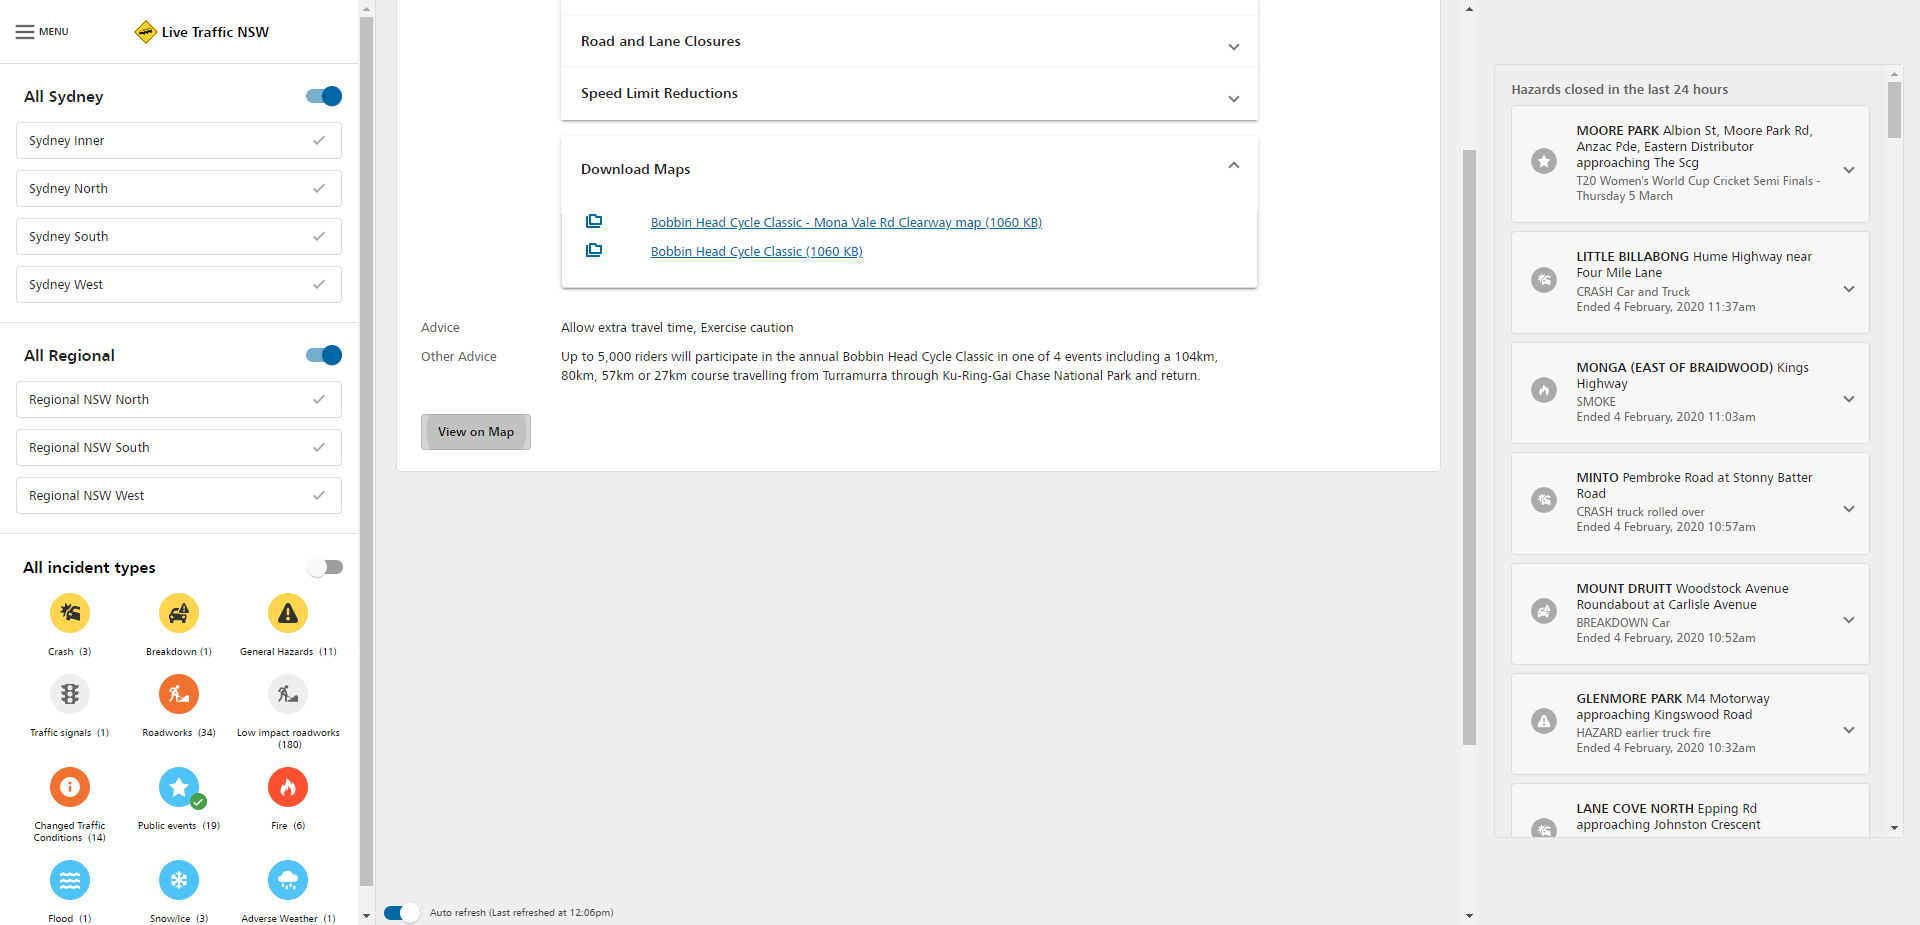 MENU
Live Traffic NSW
All Sydney
Sydney Inner
Sydney North
Sydney South
Sydney West
All Regional
Regional NSW North
Regional NSW South
Regional NSW West
All incident types
Crash (3)
Breakdown (1)
General Hazards (11)
Traffic signals (1)
Roadworks (34)
Low impact roadworks
(180)
Changed Traffic
Conditions (14)
Public events (19)
Fire (6)
Flood (1)
Snow/Ice (3)
Adverse Weather (1)
Road and Lane Closures
Speed Limit Reductions
Download Maps
Bobbin Head Cycle Classic - Mona Vale Rd Clearway map (1060 KB)
Bobbin Head Cycle Classic (1060 KB)
Advice
Allow extra travel time, Exercise caution
Other Advice
Up to 5,000 riders will participate in the annual Bobbin Head Cycle Classic in one of 4 events including a 104km,
80km, 57km or 27km course travelling from Turramurra through Ku-Ring-Gai Chase National Park and return.
View on Map
Auto refresh (Last refreshed at 12:06pm)
Hazards closed in the last 24 hours
MOORE PARK Albion St, Moore Park Rd,
Anzac Pde, Eastern Distributor
approaching The Scg
T20 Women's World Cup Cricket Semi Finals -
Thursday 5 March
LITTLE BILLABONG Hume Highway near
Four Mile Lane
CRASH Car and Truck
Ended 4 February, 2020 11:37am
MONGA (EAST OF BRAIDWOOD) Kings
Highway
SMOKE
Ended 4 February, 2020 11:03am
MINTO Pembroke Road at Stonny Batter
Road
CRASH truck rolled over
Ended 4 February, 2020 10:57am
MOUNT DRUITT Woodstock Avenue
Roundabout at Carlisle Avenue
BREAKDOWN Car
Ended 4 February, 2020 10:52am
GLENMORE PARK M4 Motorway
approaching Kingswood Road
HAZARD earlier truck fire
Ended 4 February, 2020 10:32am
LANE COVE NORTH Epping Rd
approaching Johnston Crescent